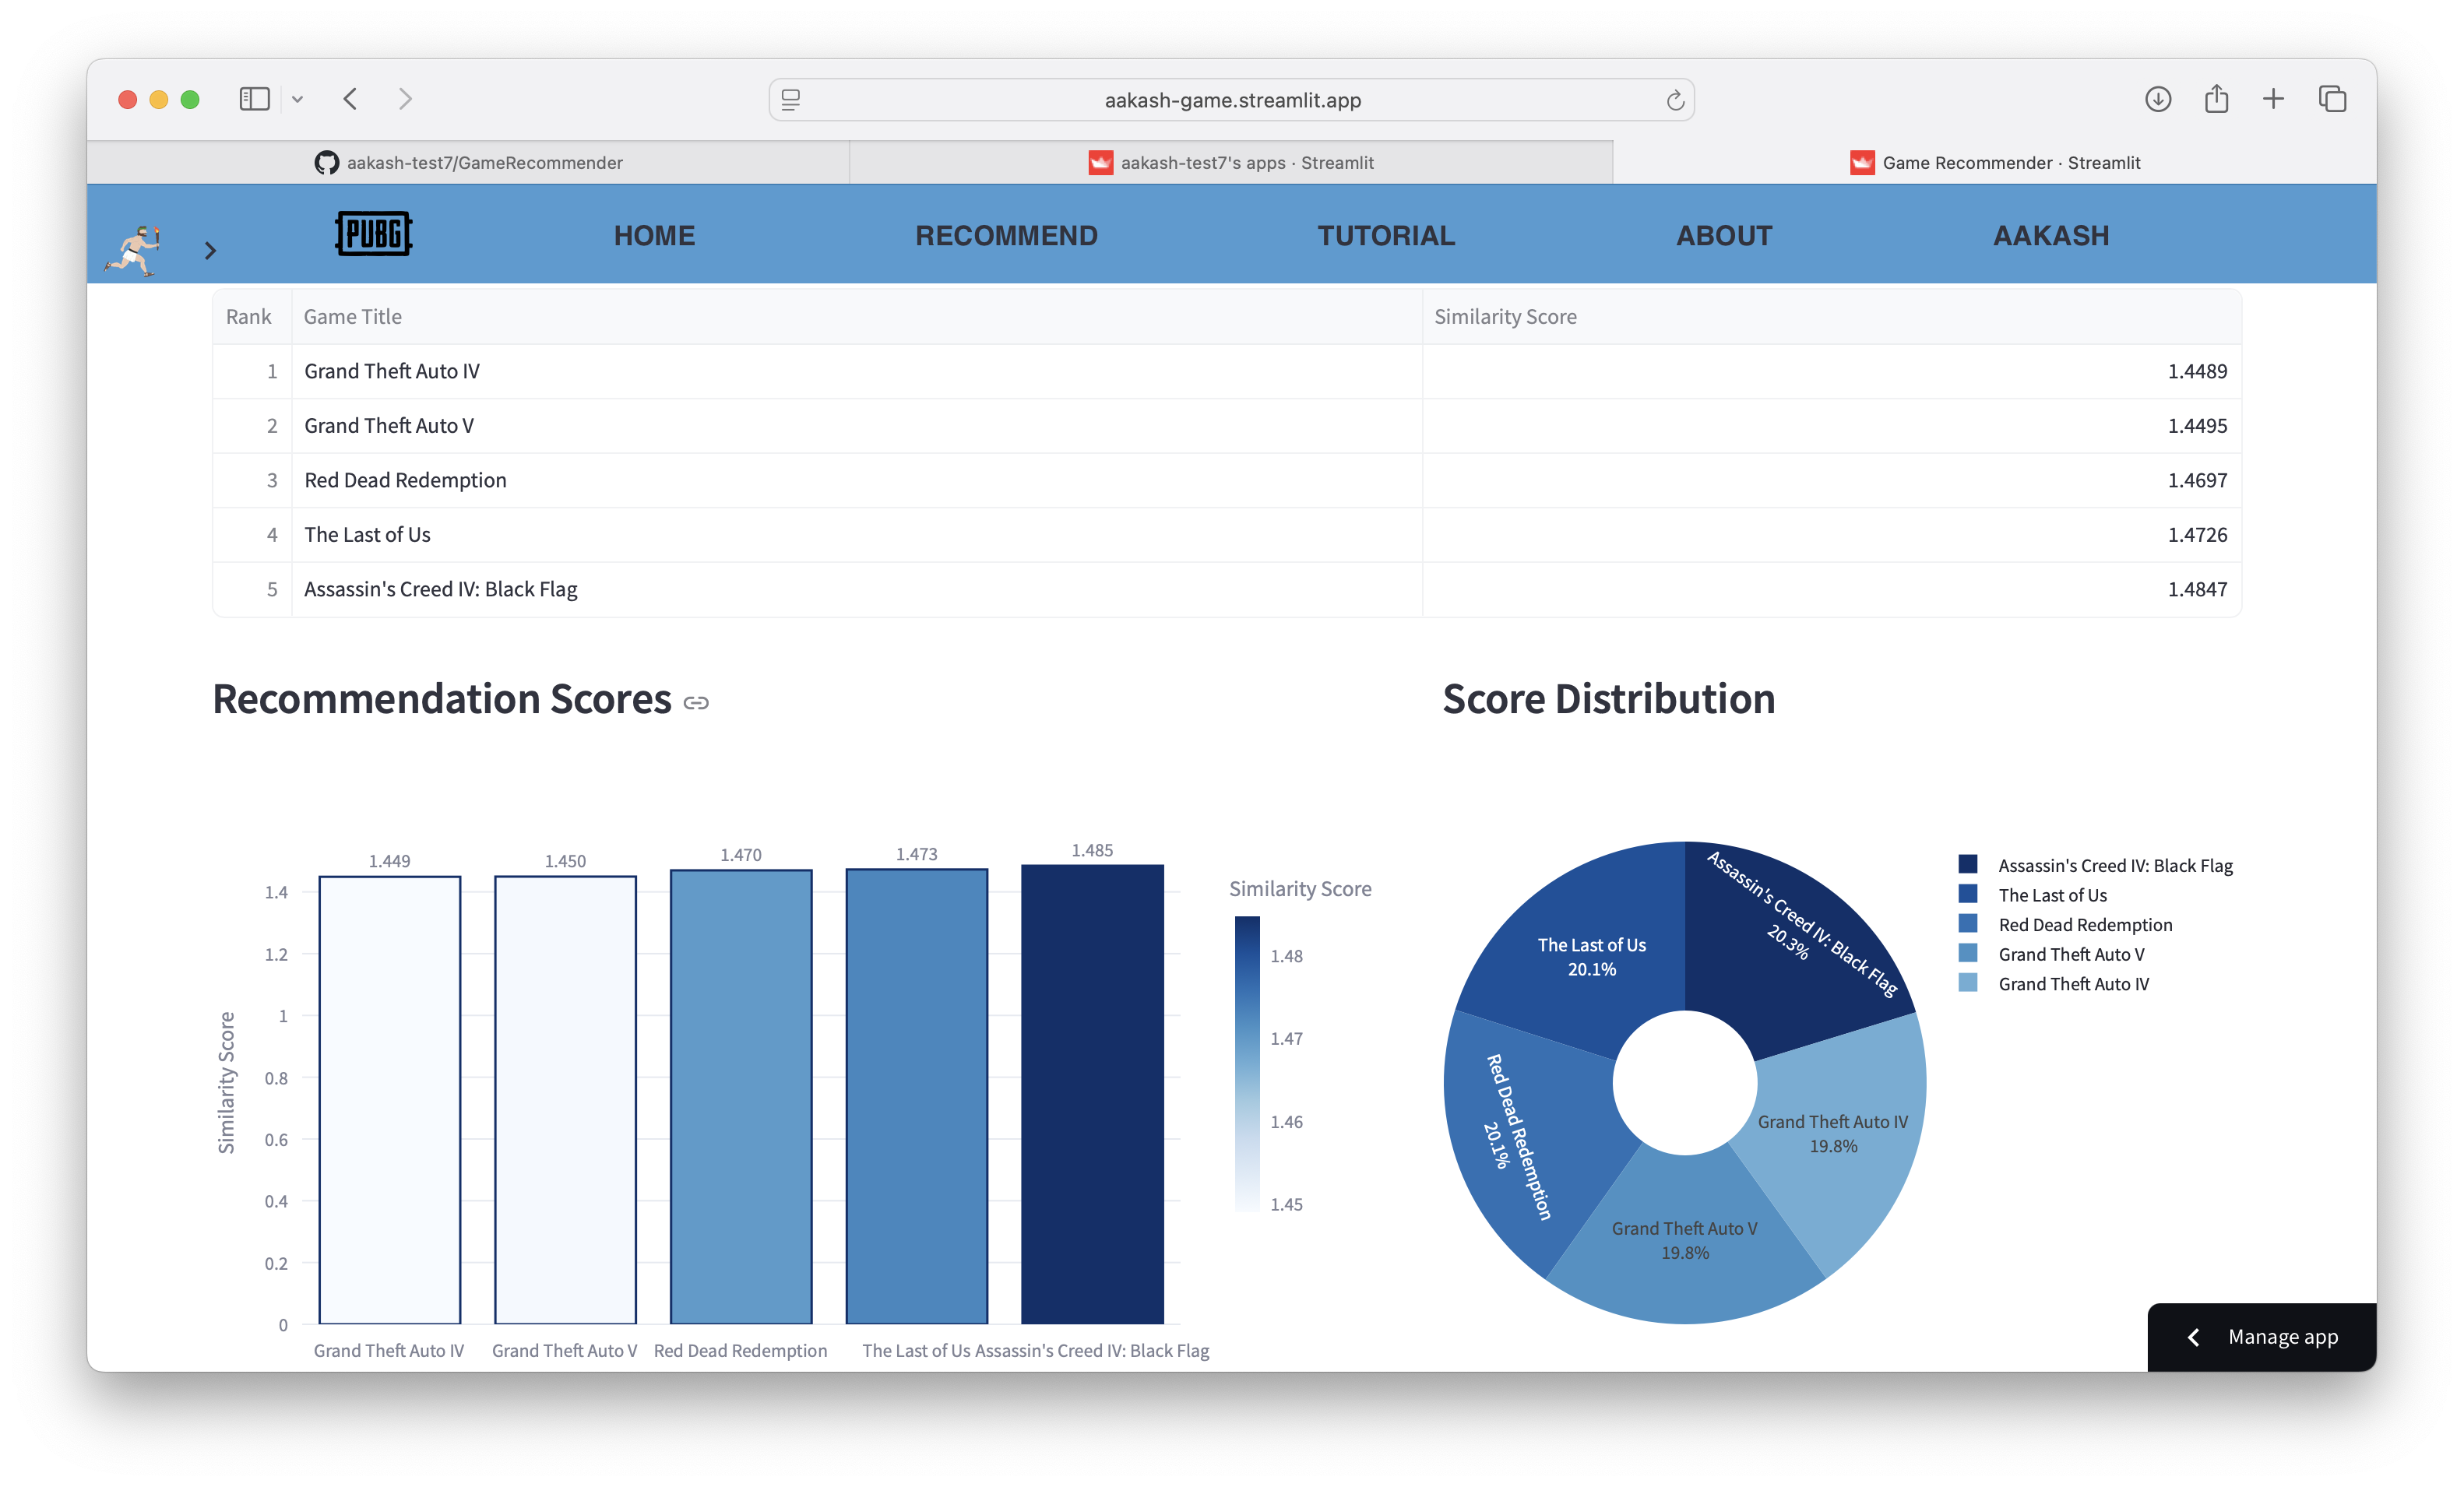 aakash-game.streamlit.app
aakash-test7/GameRecommender
aakash-test7's apps · Streamlit
Game Recommender · Streamlit
PUBG
HOME
RECOMMEND
TUTORIAL
ABOUT
AAKASH
Rank Game Title Similarity Score
1 Grand Theft Auto IV 1.4489
2 Grand Theft Auto V 1.4495
3 Red Dead Redemption 1.4697
4 The Last of Us 1.4726
5 Assassin's Creed IV: Black Flag 1.4847
Recommendation Scores
1.449
1.450
1.470
1.473
1.485
1.4
1.2
1
0.8
0.6
0.4
0.2
0
Similarity Score
Grand Theft Auto IV
Grand Theft Auto V
Red Dead Redemption
The Last of Us
Assassin's Creed IV: Black Flag
Similarity Score
1.48
1.47
1.46
1.45
Score Distribution
Assassin's Creed IV: Black Flag
20.3%
The Last of Us
20.1%
Red Dead Redemption
20.1%
Grand Theft Auto V
19.8%
Grand Theft Auto IV
19.8%
Assassin's Creed IV: Black Flag
The Last of Us
Red Dead Redemption
Grand Theft Auto V
Grand Theft Auto IV
Manage app